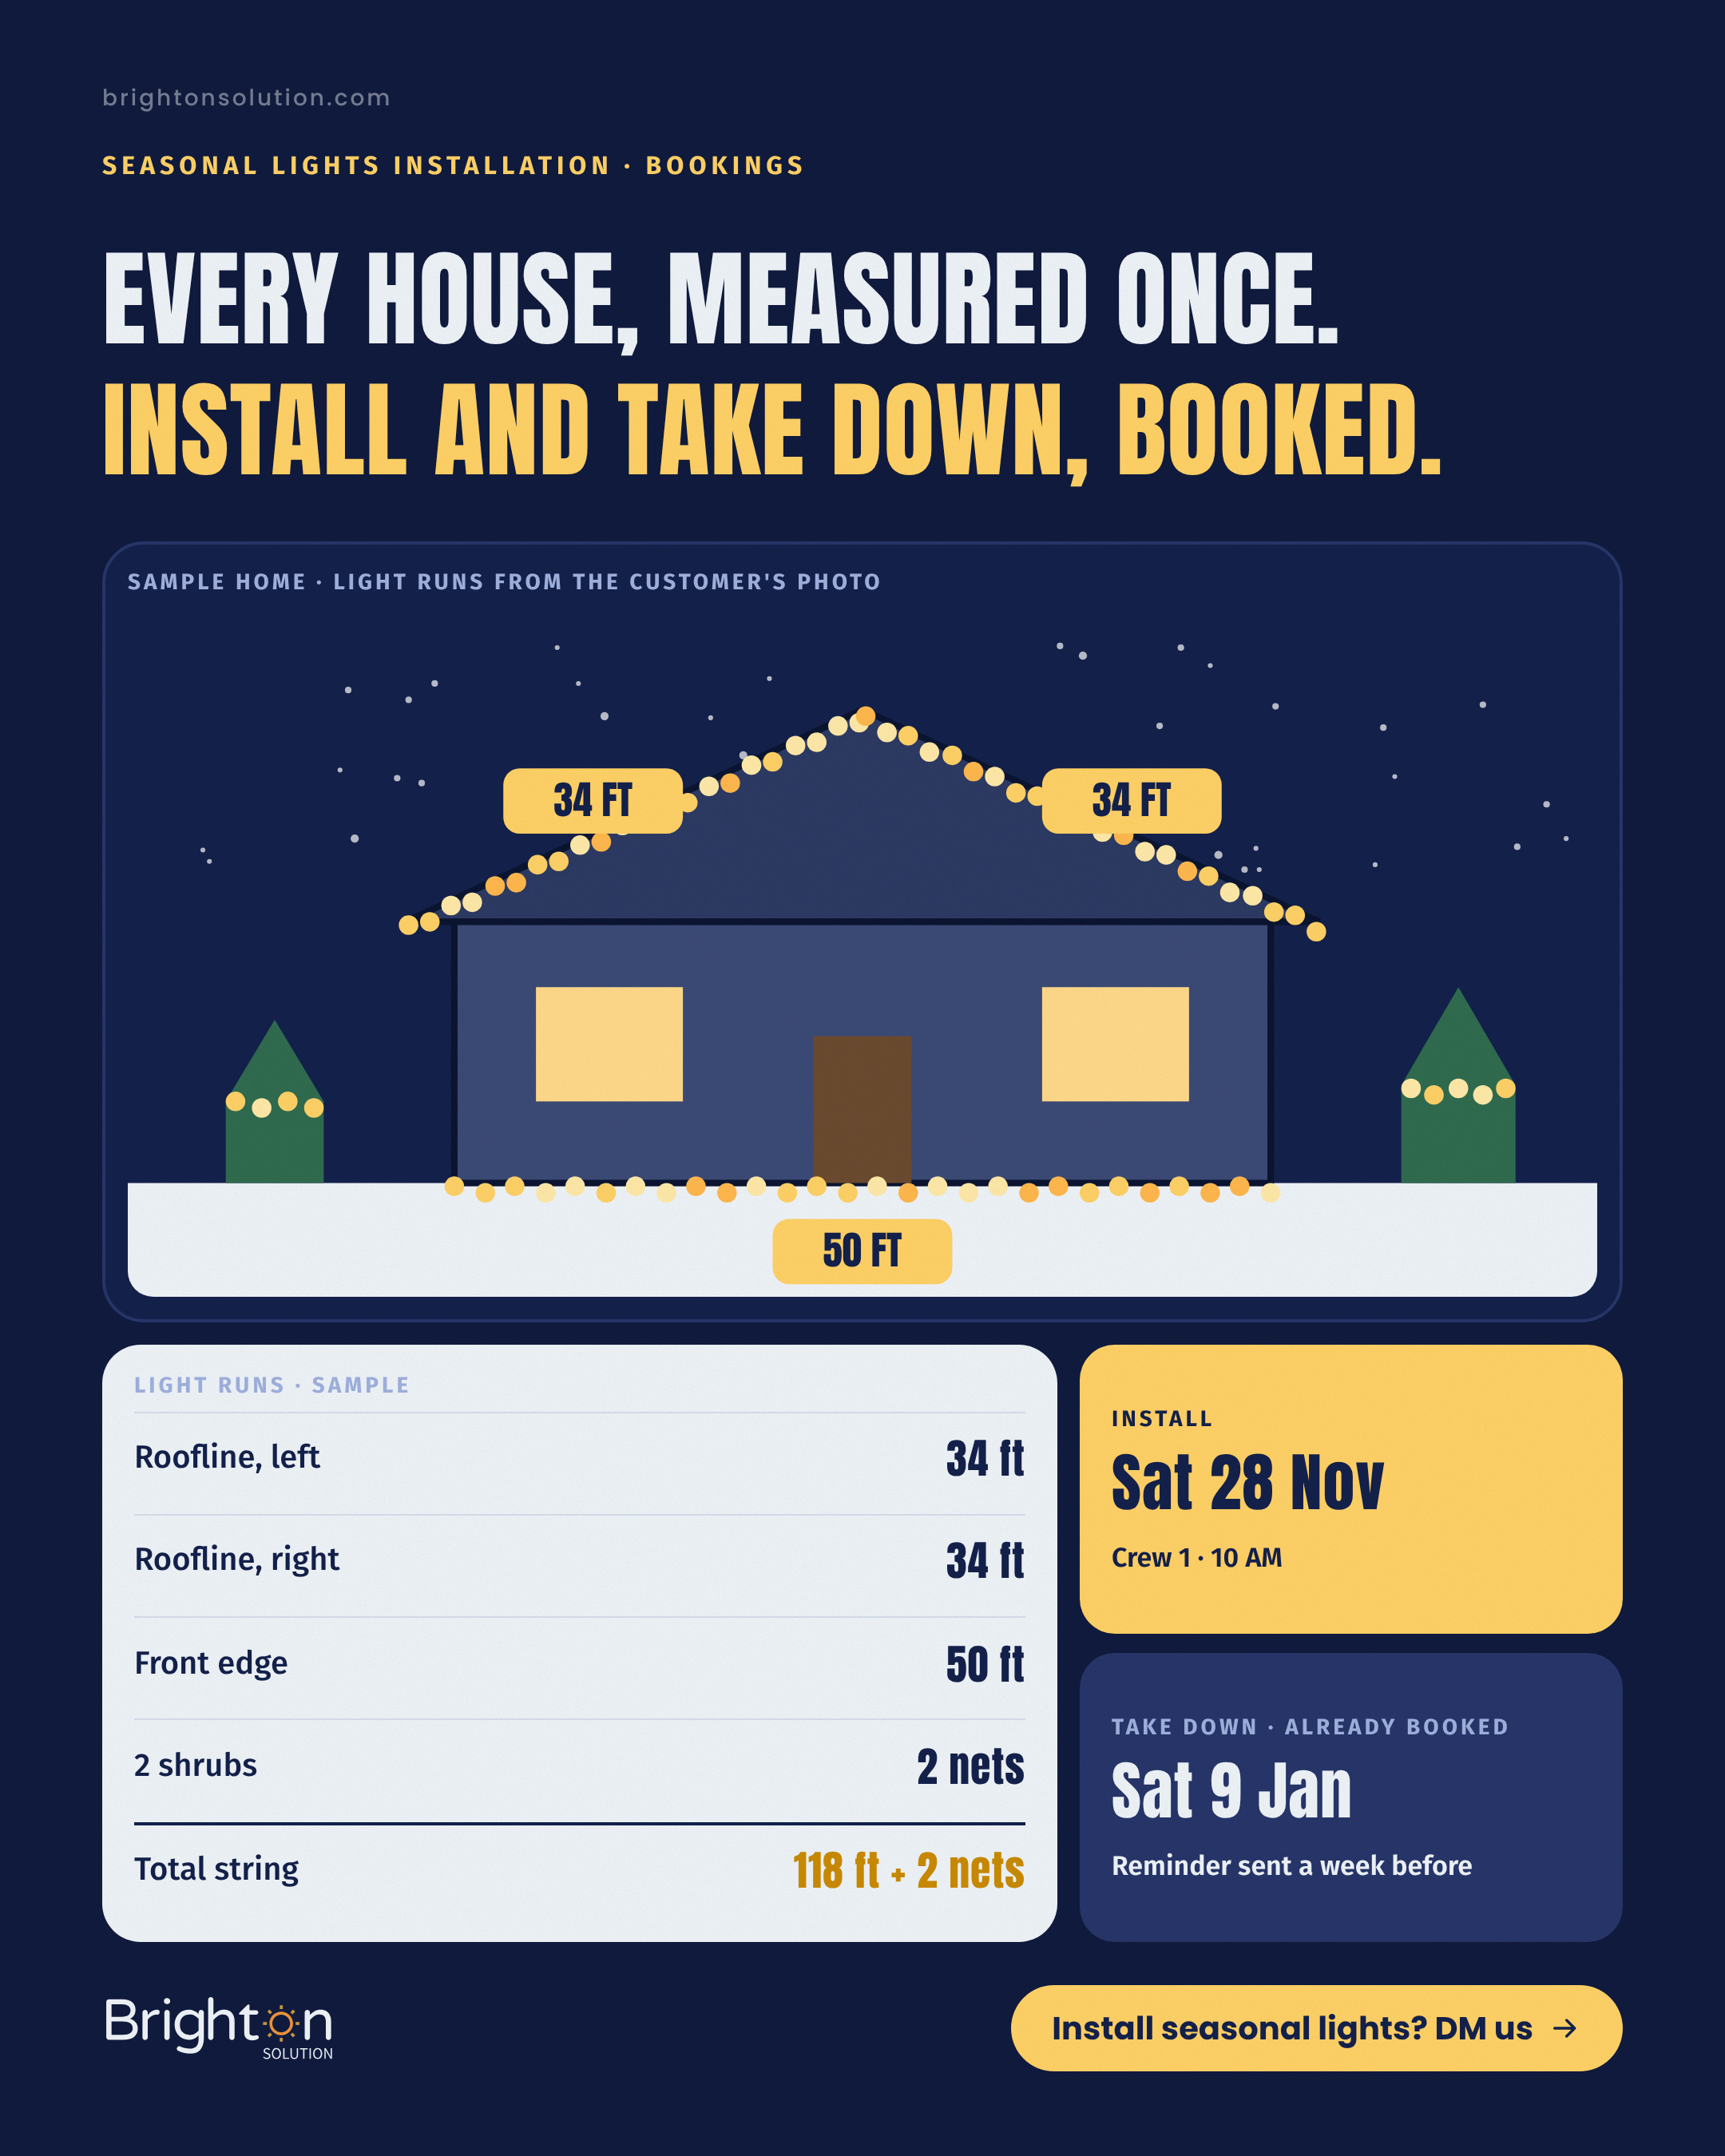 brightonsolution.com
SEASONAL LIGHTS INSTALLATION · BOOKINGS
EVERY HOUSE, MEASURED ONCE.
INSTALL AND TAKE DOWN, BOOKED.
SAMPLE HOME · LIGHT RUNS FROM THE CUSTOMER'S PHOTO
34 FT
34 FT
50 FT
LIGHT RUNS · SAMPLE
Roofline, left 34 ft
Roofline, right 34 ft
Front edge 50 ft
2 shrubs 2 nets
Total string 118 ft + 2 nets
INSTALL
Sat 28 Nov
Crew 1 · 10 AM
TAKE DOWN · ALREADY BOOKED
Sat 9 Jan
Reminder sent a week before
Brighton
SOLUTION
Install seasonal lights? DM us →